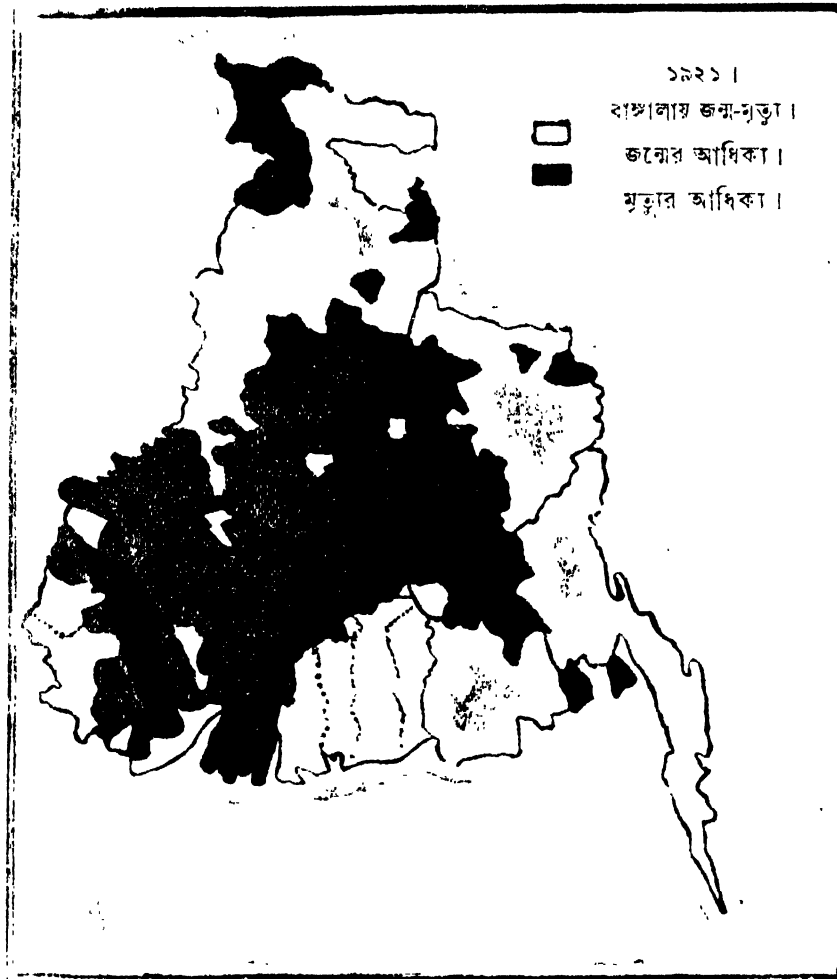 ১৯২১ ।
বাঙ্গালায় জন্ম-মৃত্যু ।
জন্মের আধিক্য ।
মৃত্যুর আধিক্য ।